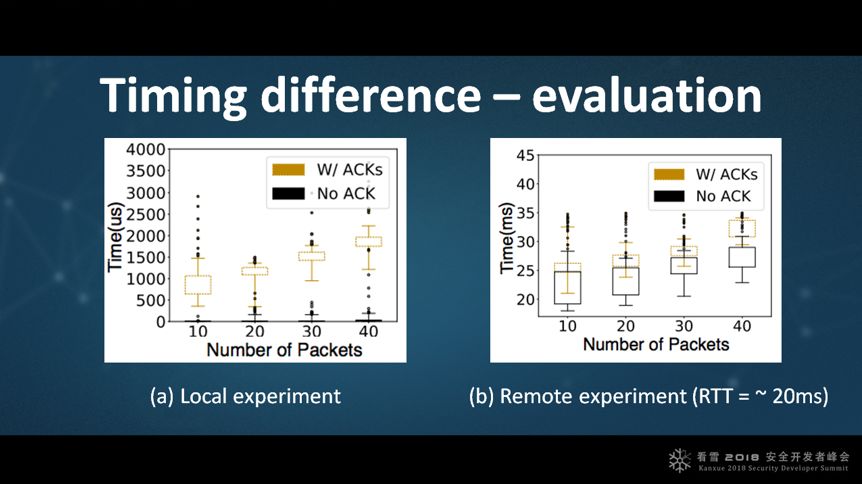 Timing difference – evaluation
4000
3500
3000
2500
2000
1500
1000
500
0
Time(us)
W/ ACKs
No ACK
10 20 30 40
Number of Packets
(a) Local experiment
45
40
35
30
25
20
Time(ms)
W/ ACKs
No ACK
10 20 30 40
Number of Packets
(b) Remote experiment (RTT = ~ 20ms)
看雪 2018 安全开发者峰会
Kanxue 2018 Security Developer Summit